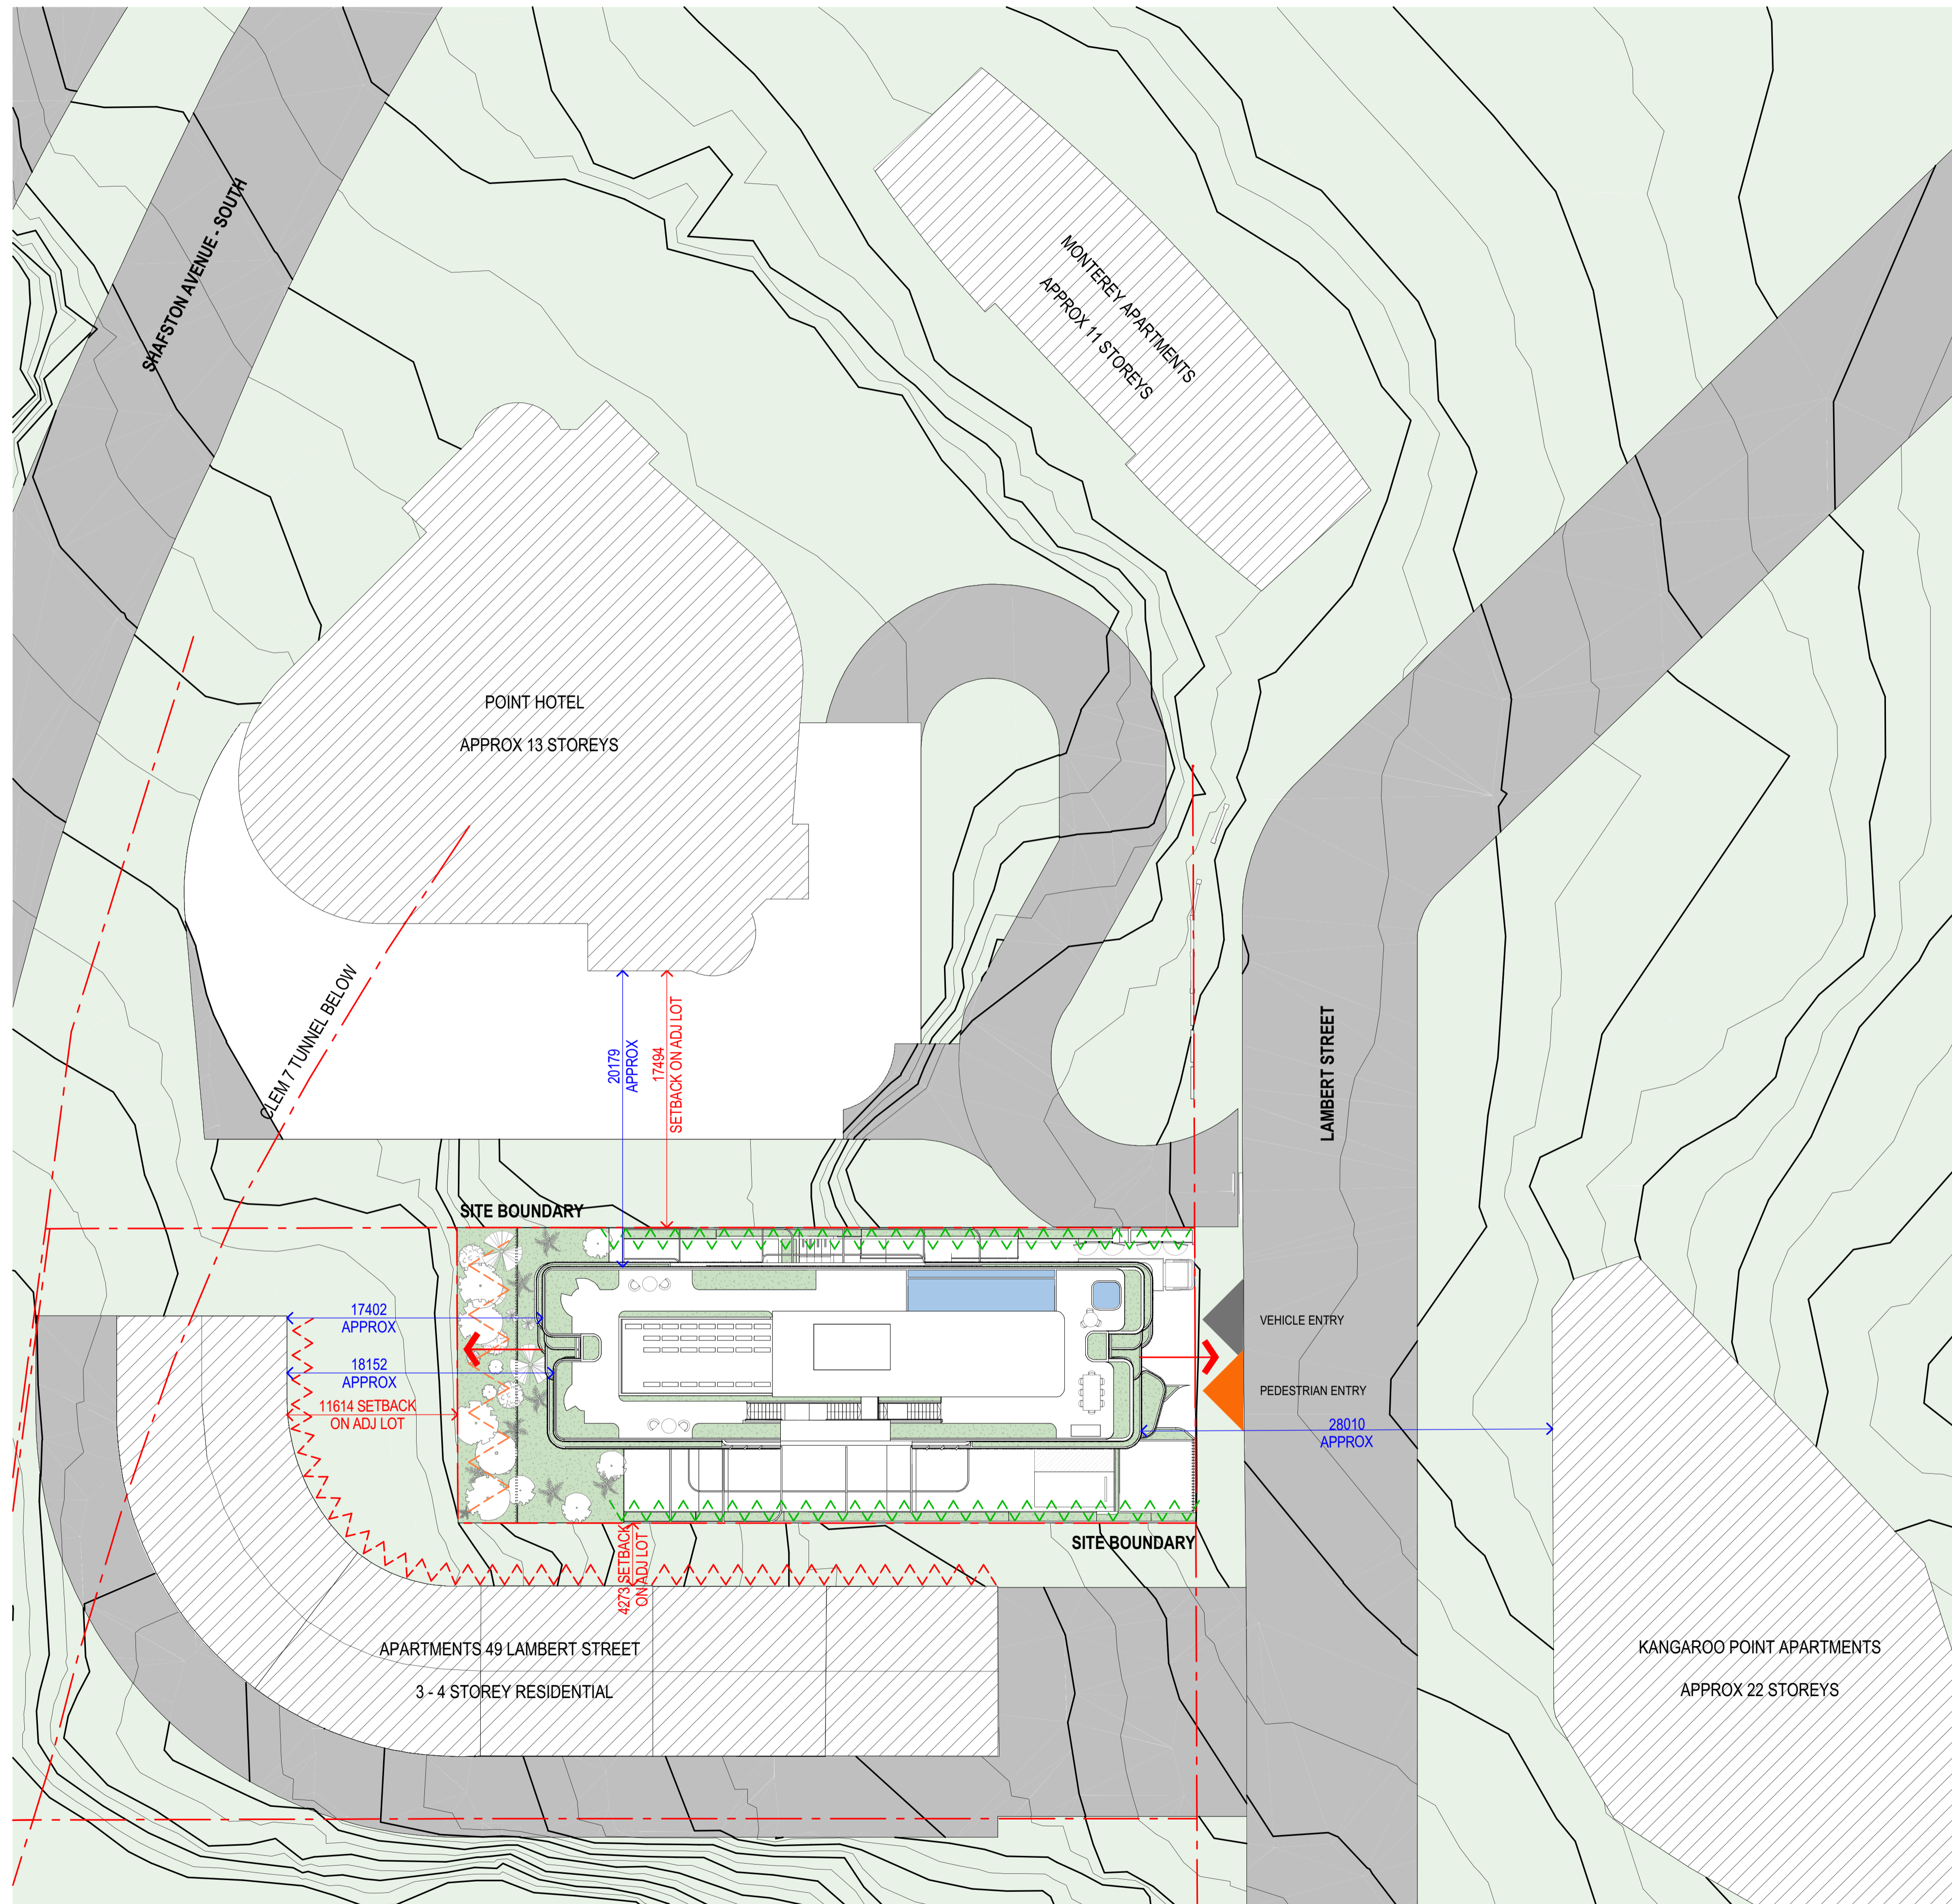 SHAFSTON AVENUE - SOUTH
MONTEREY APARTMENTS
APPROX 11 STOREYS
POINT HOTEL
APPROX 13 STOREYS
CLEM 7 TUNNEL BELOW
20179
APPROX
17494
SETBACK ON ADJ LOT
LAMBERT STREET
SITE BOUNDARY
17402
APPROX
18152
APPROX
11614 SETBACK
ON ADJ LOT
VEHICLE ENTRY
PEDESTRIAN ENTRY
28010
APPROX
SITE BOUNDARY
4273 SETBACK
ON ADJ LOT
APARTMENTS 49 LAMBERT STREET
3 - 4 STOREY RESIDENTIAL
KANGAROO POINT APARTMENTS
APPROX 22 STOREYS